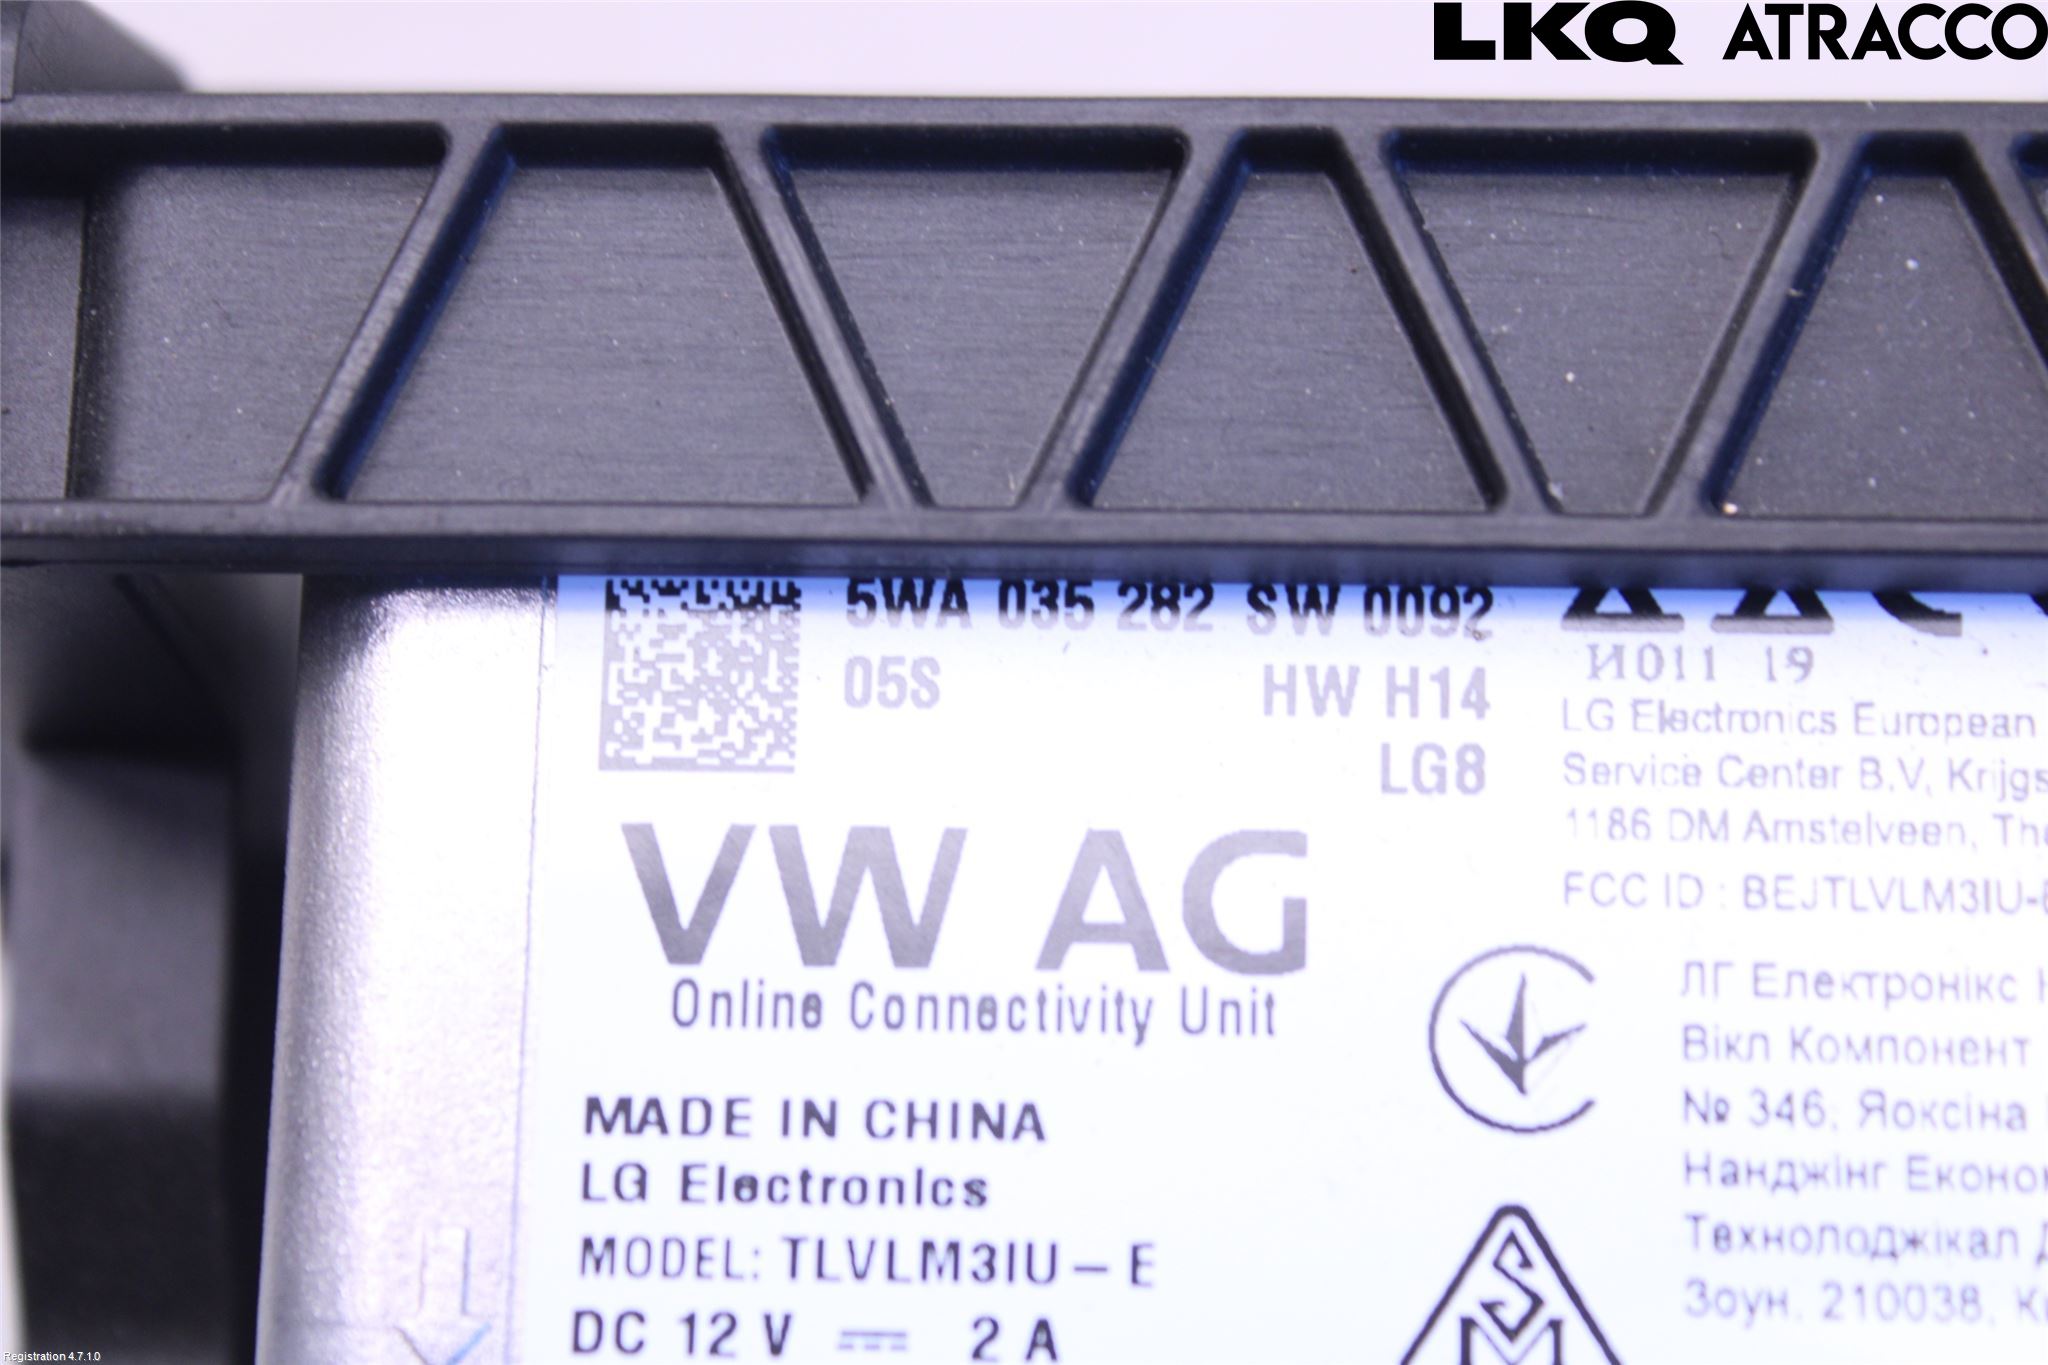 LKQ ATRACCO
5WA 035 282 SW 0092
05S HW H14
LG8
VW AG
Online Connectivity Unit
MADE IN CHINA
LG Electronics
MODEL: TLVLM3IU – E
DC 12 V ⎓ 2 A
И011 19
LG Electronics European
Service Center B.V, Krijgs
1186 DM Amstelveen, The
FCC ID : BEJTLVLM3IU-E
ЛГ Електронікс Н
Вікл Компонент
№ 346, Яоксіна
Нанджінг Економ
Технолоджікал Д
Зоун, 210038, Ки
SM
Registration 4.7.1.0